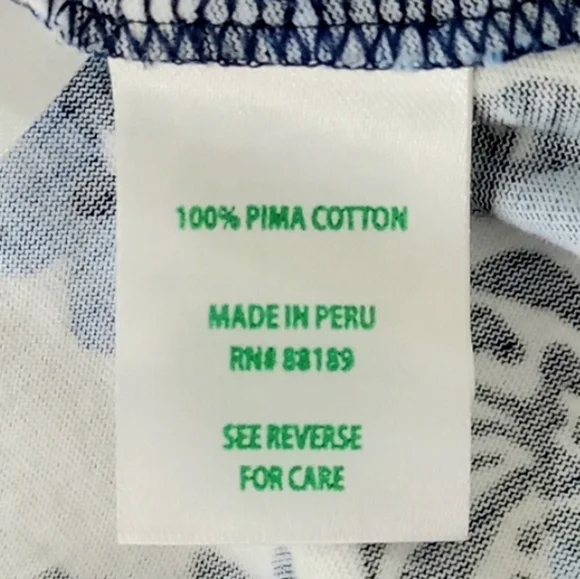 100% PIMA COTTON
MADE IN PERU
RN# 88189
SEE REVERSE
FOR CARE